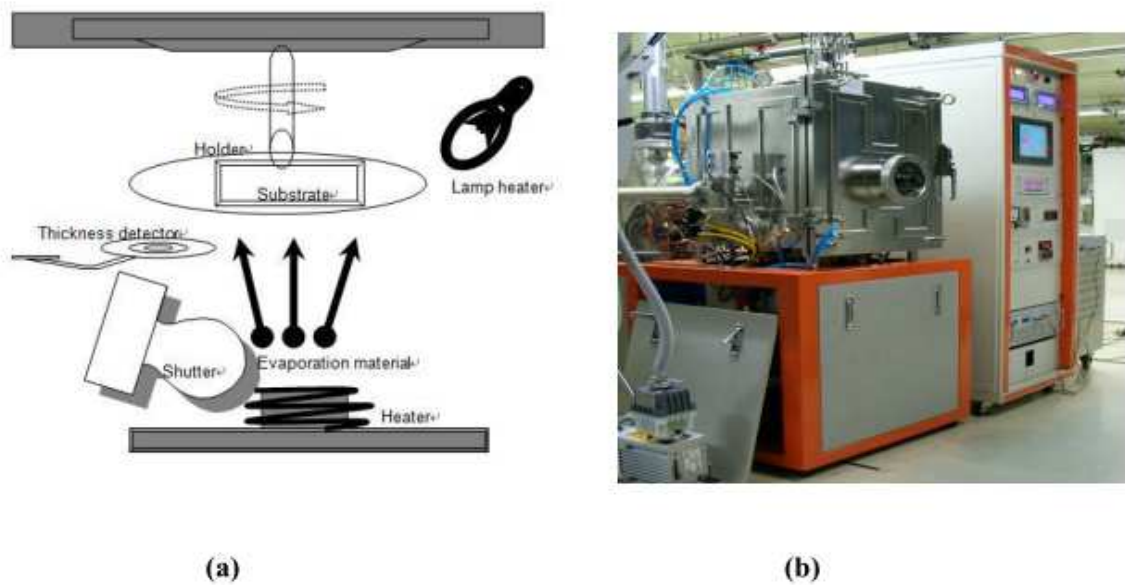 Holder
Substrate
Lamp heater
Thickness detector
Evaporation material
Shutter
Heater
(a)
(b)